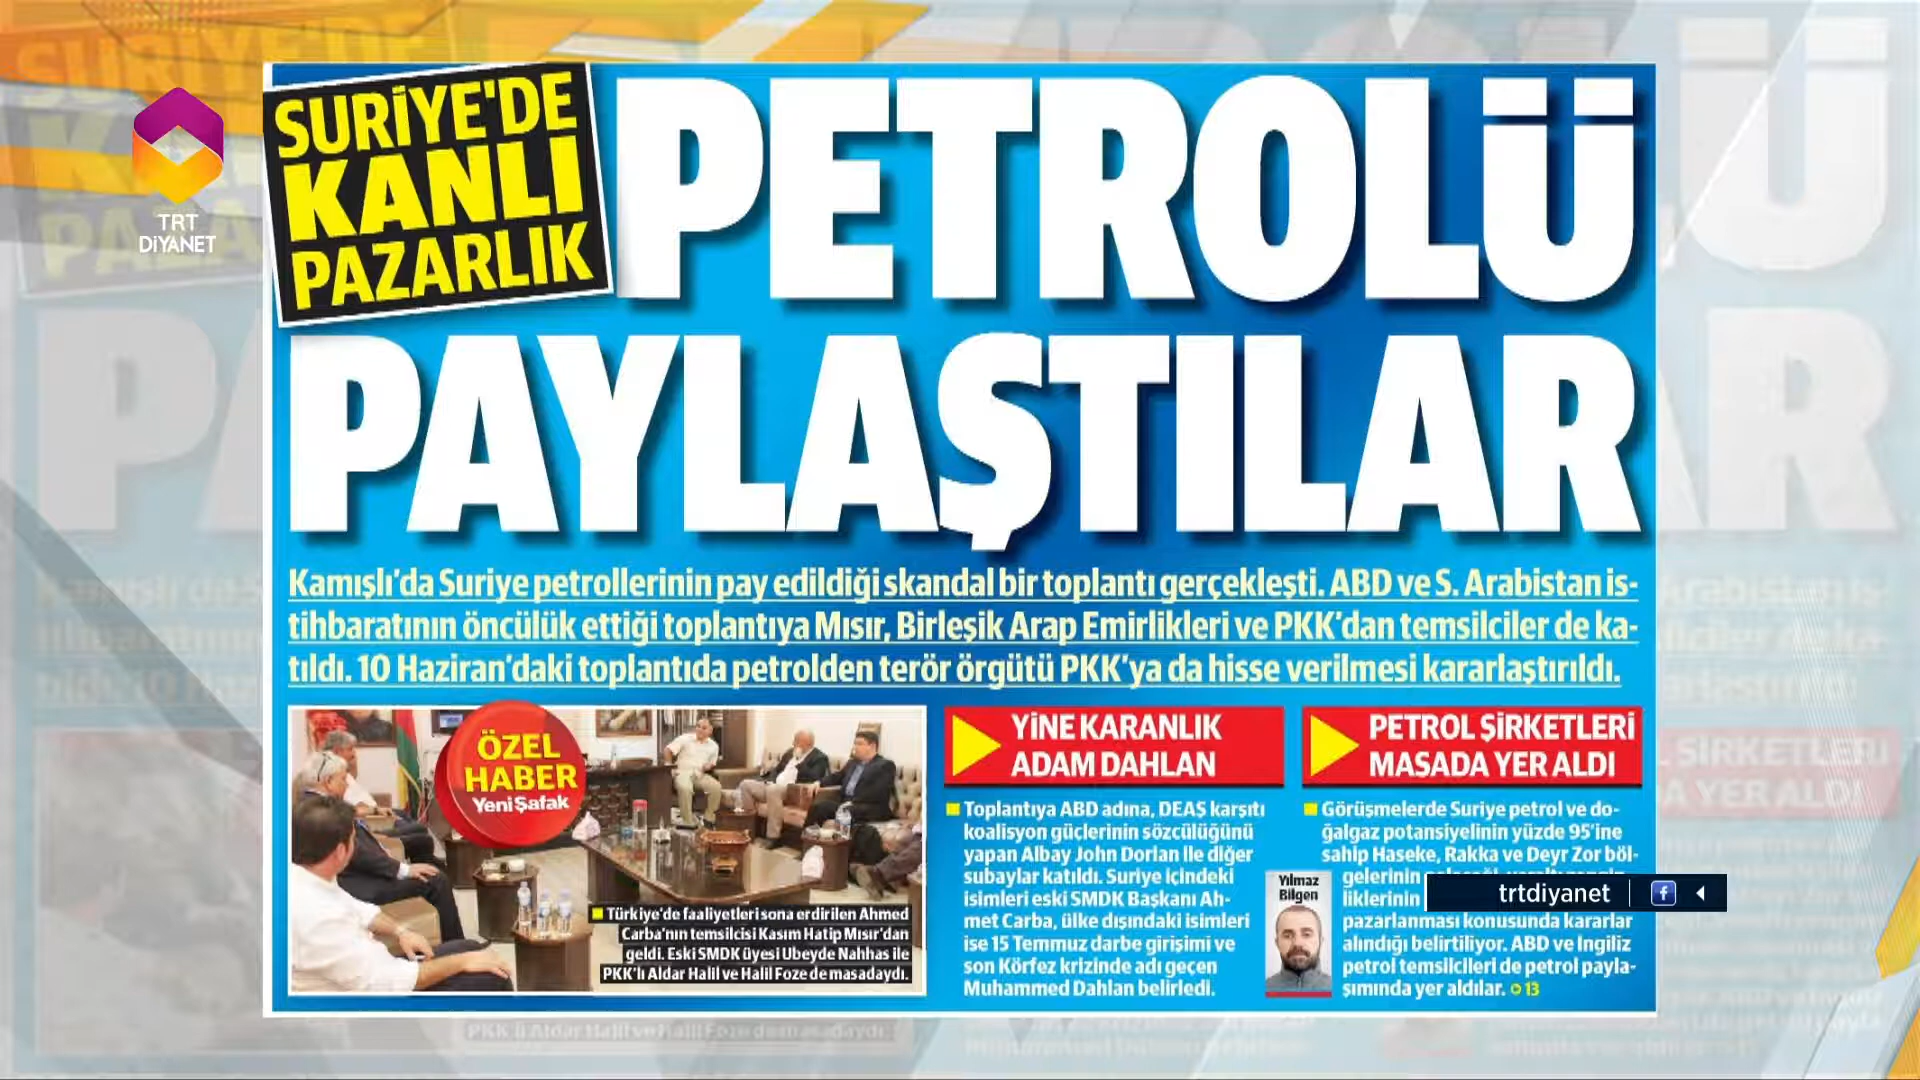 TRT
DİYANET
SURİYE'DE
KANLI
PAZARLIK
PETROLÜ
PAYLAŞTILAR
Kamışlı'da Suriye petrollerinin pay edildiği skandal bir toplantı gerçekleşti. ABD ve S. Arabistan is-
tihbaratının öncülük ettiği toplantıya Mısır, Birleşik Arap Emirlikleri ve PKK'dan temsilciler de ka-
tıldı. 10 Haziran'daki toplantıda petrolden terör örgütü PKK'ya da hisse verilmesi kararlaştırıldı.
ÖZEL
HABER
Yeni Şafak
Türkiye'de faaliyetleri sona erdirilen Ahmed
Carba'nın temsilcisi Kasım Hatip Mısır'dan
geldi. Eski SMDK üyesi Ubeyde Nahhas ile
PKK'lı Aldar Halil ve Halil Foze de masadaydı.
YİNE KARANLIK
ADAM DAHLAN
Toplantıya ABD adına, DEAŞ karşıtı
koalisyon güçlerinin sözcülüğünü
yapan Albay John Dorian ile diğer
subaylar katıldı. Suriye içindeki
isimleri eski SMDK Başkanı Ah-
met Carba, ülke dışındaki isimleri
ise 15 Temmuz darbe girişimi ve
son Körfez krizinde adı geçen
Muhammed Dahlan belirledi.
PETROL ŞİRKETLERİ
MASADA YER ALDI
Görüşmelerde Suriye petrol ve do-
ğalgaz potansiyelinin yüzde 95'ine
sahip Haseke, Rakka ve Deyr Zor böl-
gelerinin
liklerinin
pazarlanması konusunda kararlar
alındığı belirtiliyor. ABD ve İngiliz
petrol temsilcileri de petrol payla-
şımında yer aldılar. 13
Yılmaz
Bilgen
trtdiyanet